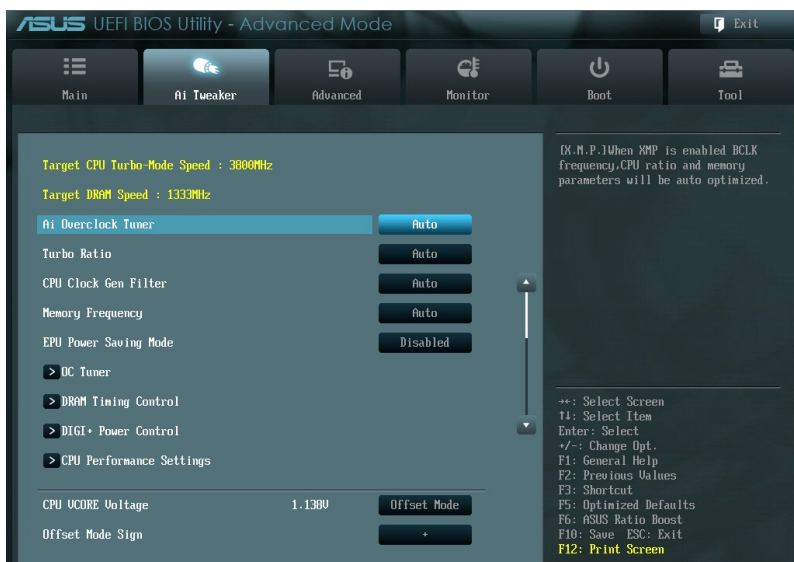 ASUS UEFI BIOS Utility - Advanced Mode
Exit
Main
Ai Tweaker
Advanced
Monitor
Boot
Tool
Target CPU Turbo-Mode Speed : 3800MHz
Target DRAM Speed : 1333MHz
Ai Overclock Tuner
Auto
Turbo Ratio
Auto
CPU Clock Gen Filter
Auto
Memory Frequency
Auto
EPU Power Saving Mode
Disabled
> OC Tuner
> DRAM Timing Control
> DIGI+ Power Control
> CPU Performance Settings
CPU VCORE Voltage 1.138V Offset Mode
Offset Mode Sign +
[X.M.P.]When XMP is enabled BCLK
frequency,CPU ratio and memory
parameters will be auto optimized.
→←: Select Screen
↑↓: Select Item
Enter: Select
+/-: Change Opt.
F1: General Help
F2: Previous Values
F3: Shortcut
F5: Optimized Defaults
F6: ASUS Ratio Boost
F10: Save ESC: Exit
F12: Print Screen